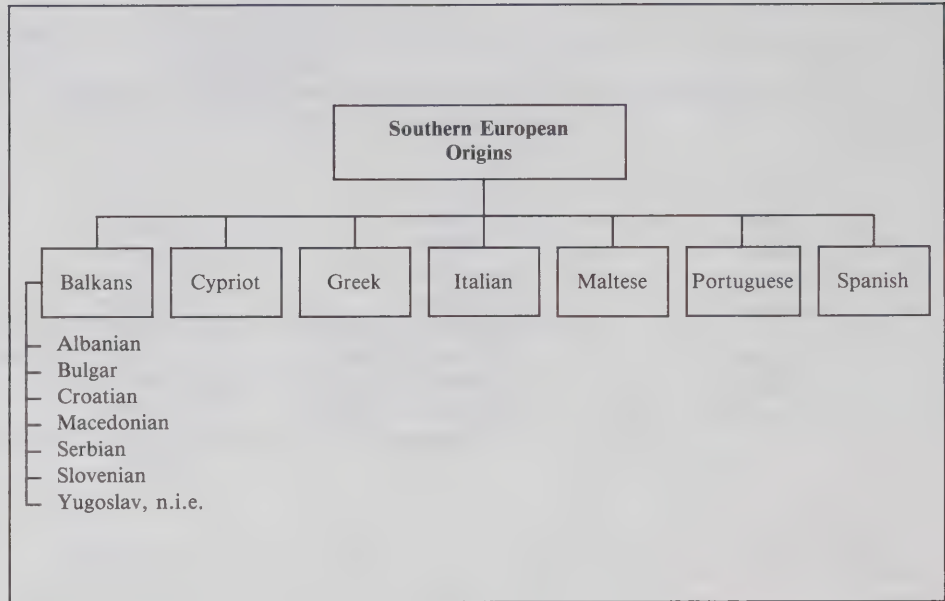 Southern European
Origins
Balkans
Cypriot
Greek
Italian
Maltese
Portuguese
Spanish
Albanian
Bulgar
Croatian
Macedonian
Serbian
Slovenian
Yugoslav, n.i.e.